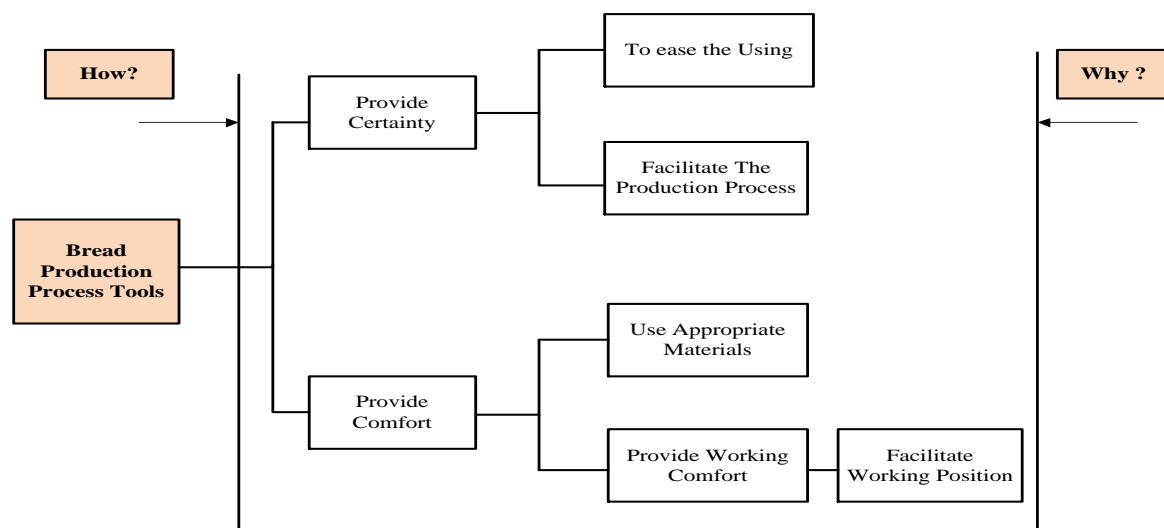 To ease the Using
How?
Why ?
Provide
Certainty
Facilitate The
Production Process
Bread
Production
Process Tools
Use Appropriate
Materials
Provide
Comfort
Provide Working
Comfort
Facilitate
Working Position